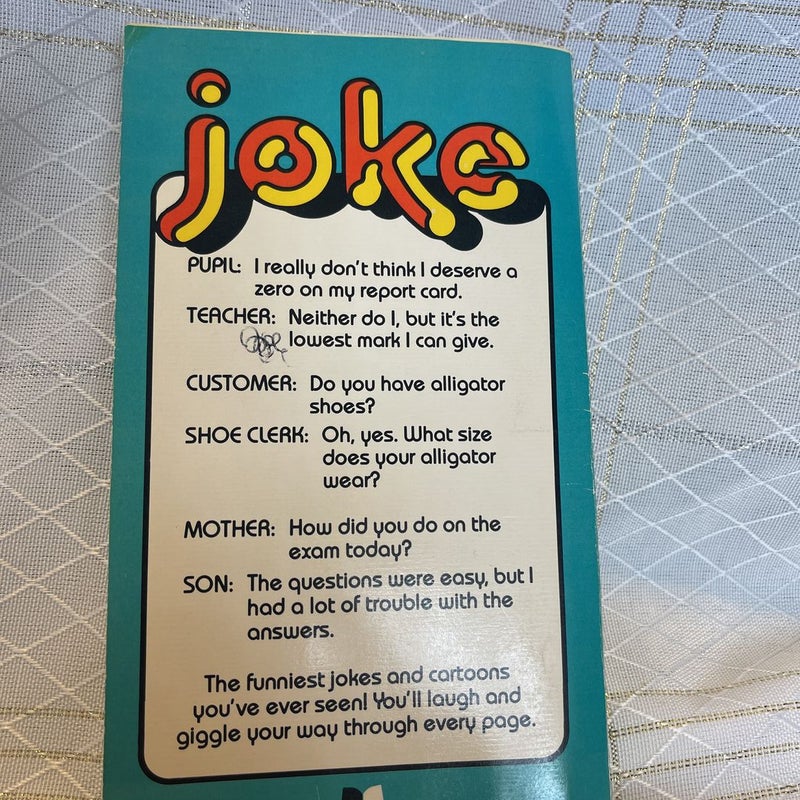 joke
PUPIL: I really don't think I deserve a
zero on my report card.
TEACHER: Neither do I, but it's the
lowest mark I can give.
CUSTOMER: Do you have alligator
shoes?
SHOE CLERK: Oh, yes. What size
does your alligator
wear?
MOTHER: How did you do on the
exam today?
SON: The questions were easy, but I
had a lot of trouble with the
answers.
The funniest jokes and cartoons
you've ever seen! You'll laugh and
giggle your way through every page.